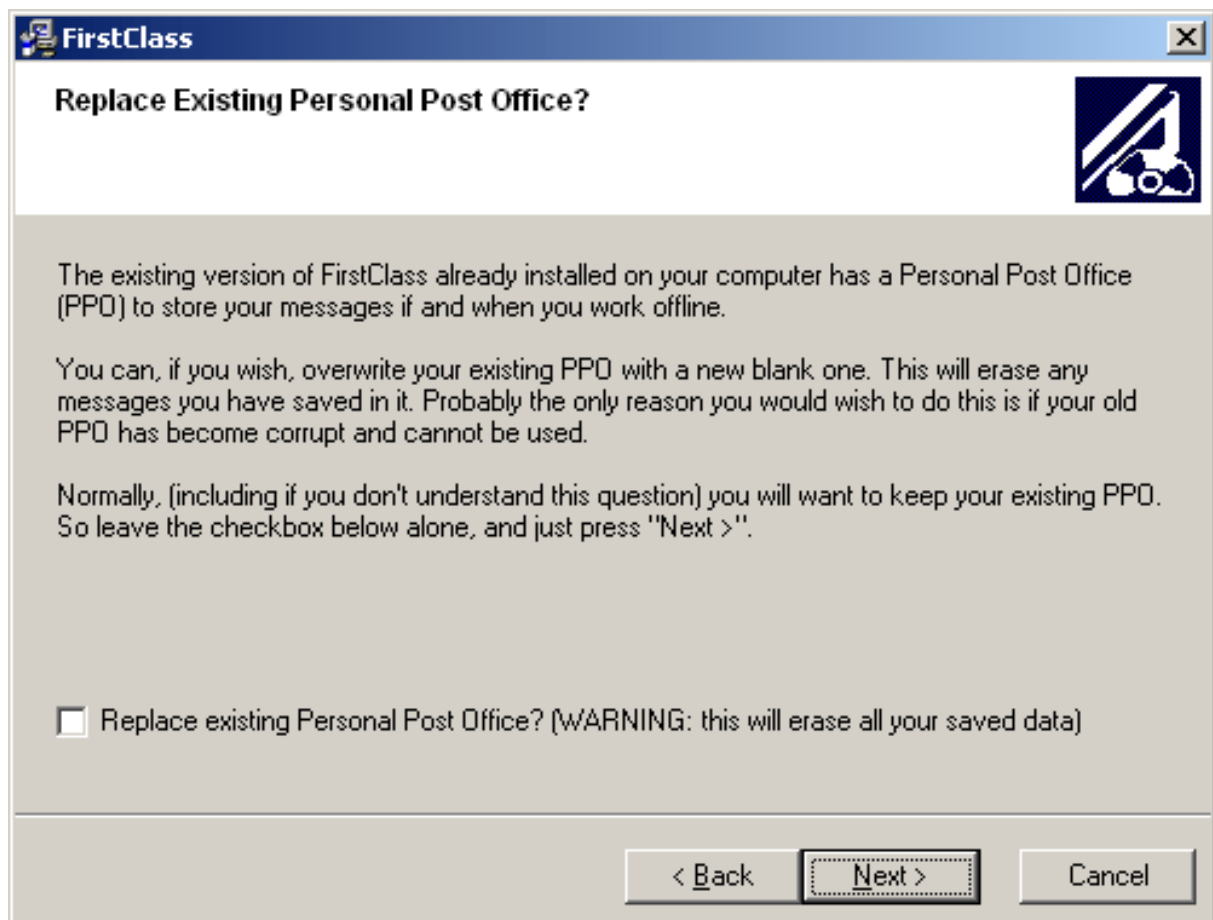 FirstClass
Replace Existing Personal Post Office?
The existing version of FirstClass already installed on your computer has a Personal Post Office
(PPO) to store your messages if and when you work offline.
You can, if you wish, overwrite your existing PPO with a new blank one. This will erase any
messages you have saved in it. Probably the only reason you would wish to do this is if your old
PPO has become corrupt and cannot be used.
Normally, (including if you don't understand this question) you will want to keep your existing PPO.
So leave the checkbox below alone, and just press "Next >".
Replace existing Personal Post Office? (WARNING: this will erase all your saved data)
< Back Next > Cancel